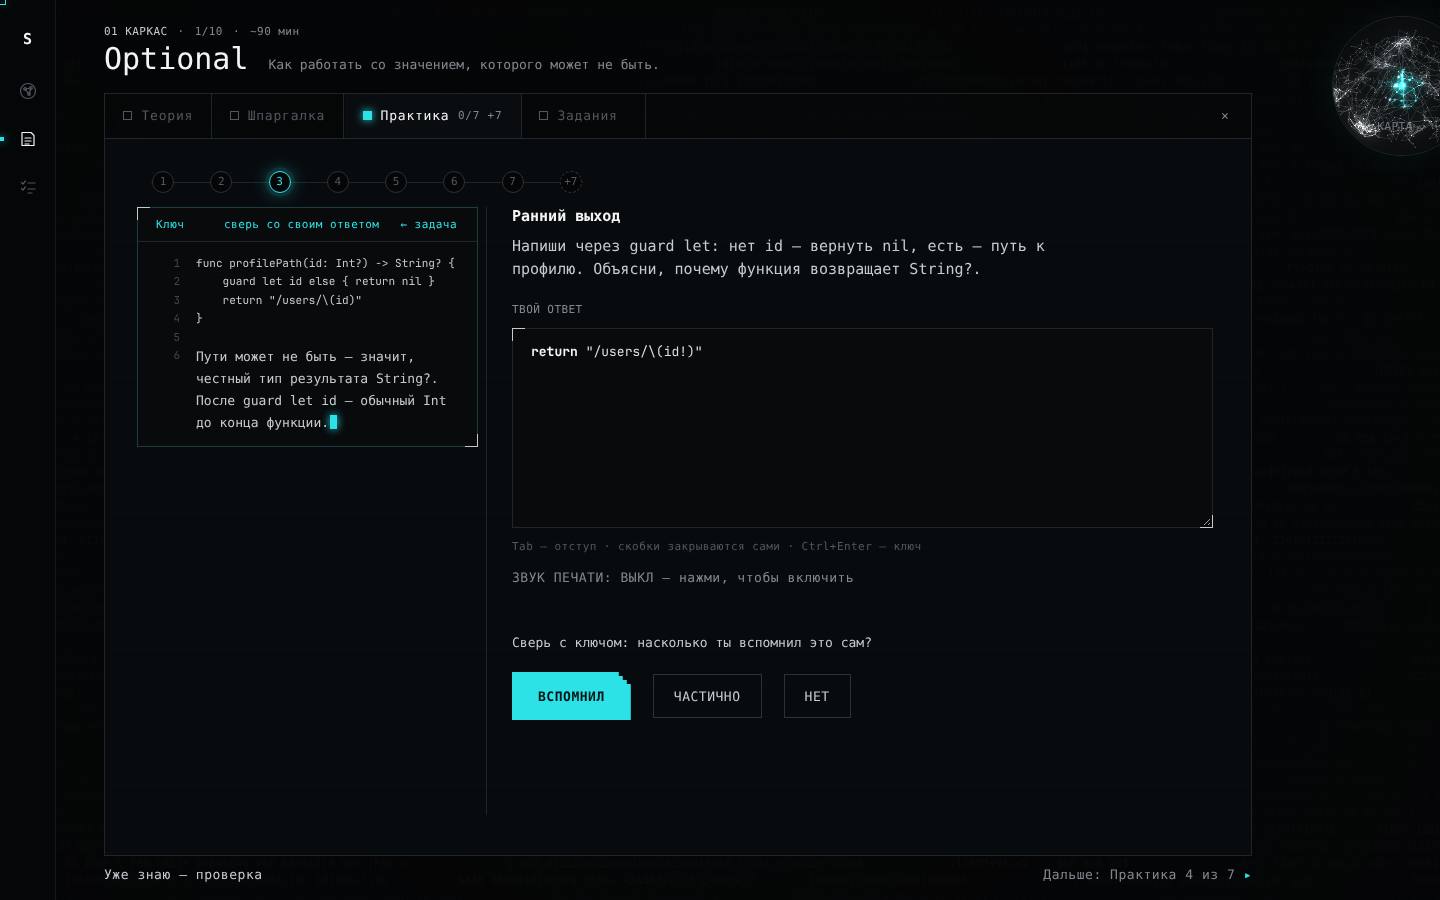 S
01 КАРКАС · 1/10 · ~90 мин
Optional Как работать со значением, которого может не быть.
КАРТА
Теория Шпаргалка Практика 0/7 +7 Задания ×
1 2 3 4 5 6 7 +7
Ключ сверь со своим ответом ← задача
1 func profilePath(id: Int?) -> String? {
2 guard let id else { return nil }
3 return "/users/\(id)"
4 }
5
6 Пути может не быть — значит,
честный тип результата String?.
После guard let id — обычный Int
до конца функции.
Ранний выход
Напиши через guard let: нет id — вернуть nil, есть — путь к
профилю. Объясни, почему функция возвращает String?.
ТВОЙ ОТВЕТ
return "/users/\(id!)"
Tab — отступ · скобки закрываются сами · Ctrl+Enter — ключ
ЗВУК ПЕЧАТИ: ВЫКЛ — нажми, чтобы включить
Сверь с ключом: насколько ты вспомнил это сам?
ВСПОМНИЛ ЧАСТИЧНО НЕТ
Уже знаю — проверка
Дальше: Практика 4 из 7 ▸